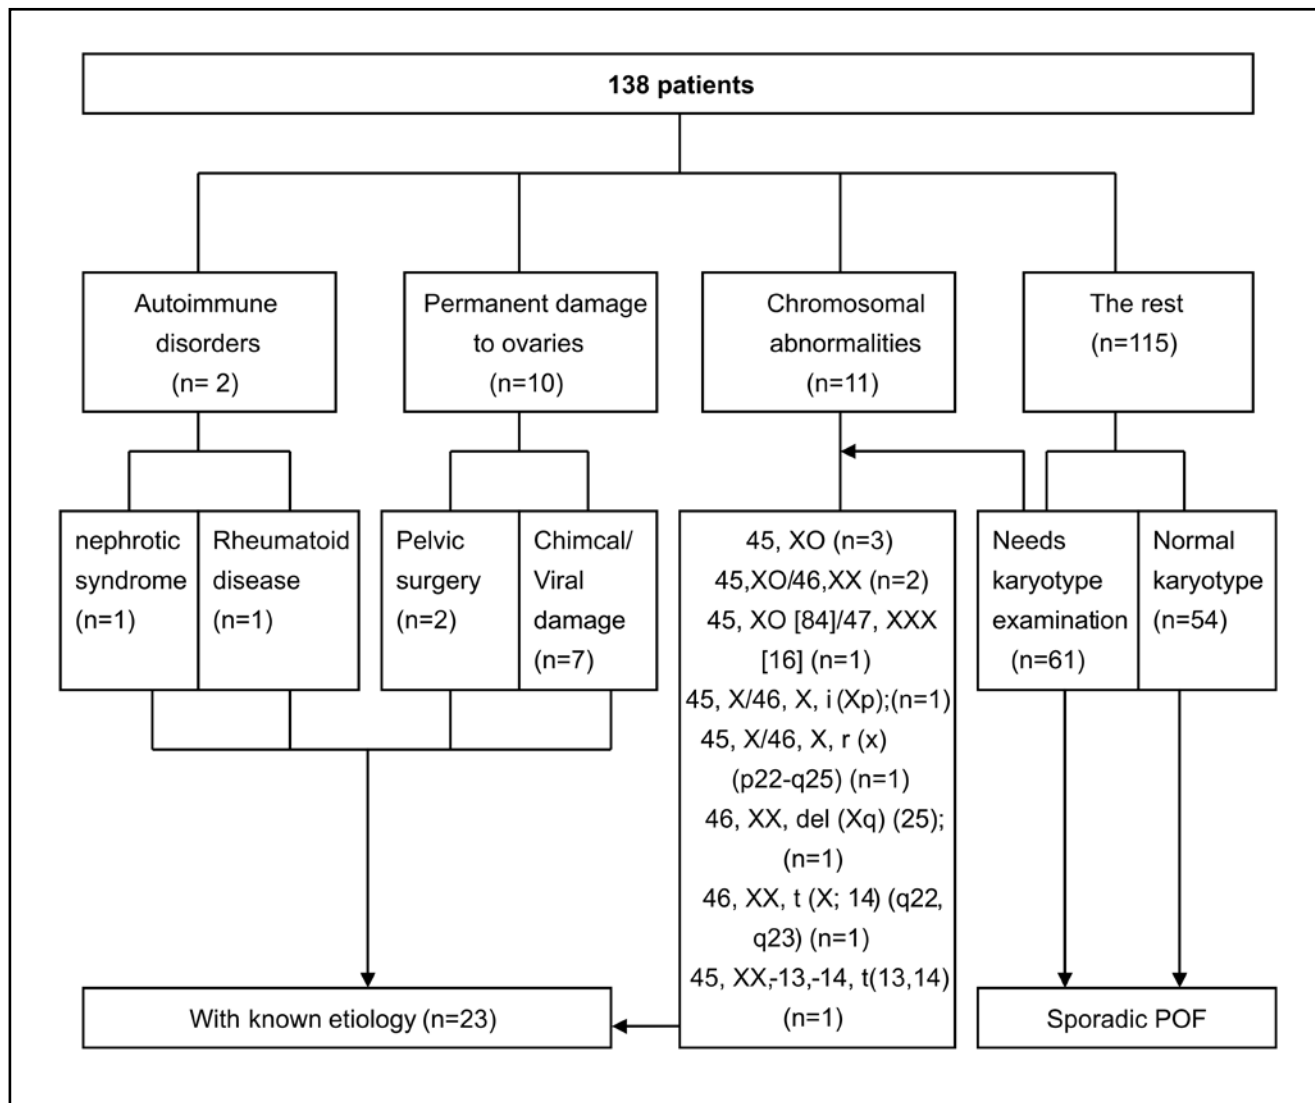 138 patients
Autoimmune
disorders
(n= 2)
Permanent damage
to ovaries
(n=10)
Chromosomal
abnormalities
(n=11)
The rest
(n=115)
nephrotic
syndrome
(n=1)
Rheumatoid
disease
(n=1)
Pelvic
surgery
(n=2)
Chimcal/
Viral
damage
(n=7)
45, XO (n=3)
45,XO/46,XX (n=2)
45, XO [84]/47, XXX
[16] (n=1)
45, X/46, X, i (Xp);(n=1)
45, X/46, X, r (x)
(p22-q25) (n=1)
46, XX, del (Xq) (25);
(n=1)
46, XX, t (X; 14) (q22,
q23) (n=1)
45, XX,-13,-14, t(13,14)
(n=1)
Needs
karyotype
examination
(n=61)
Normal
karyotype
(n=54)
With known etiology (n=23)
Sporadic POF